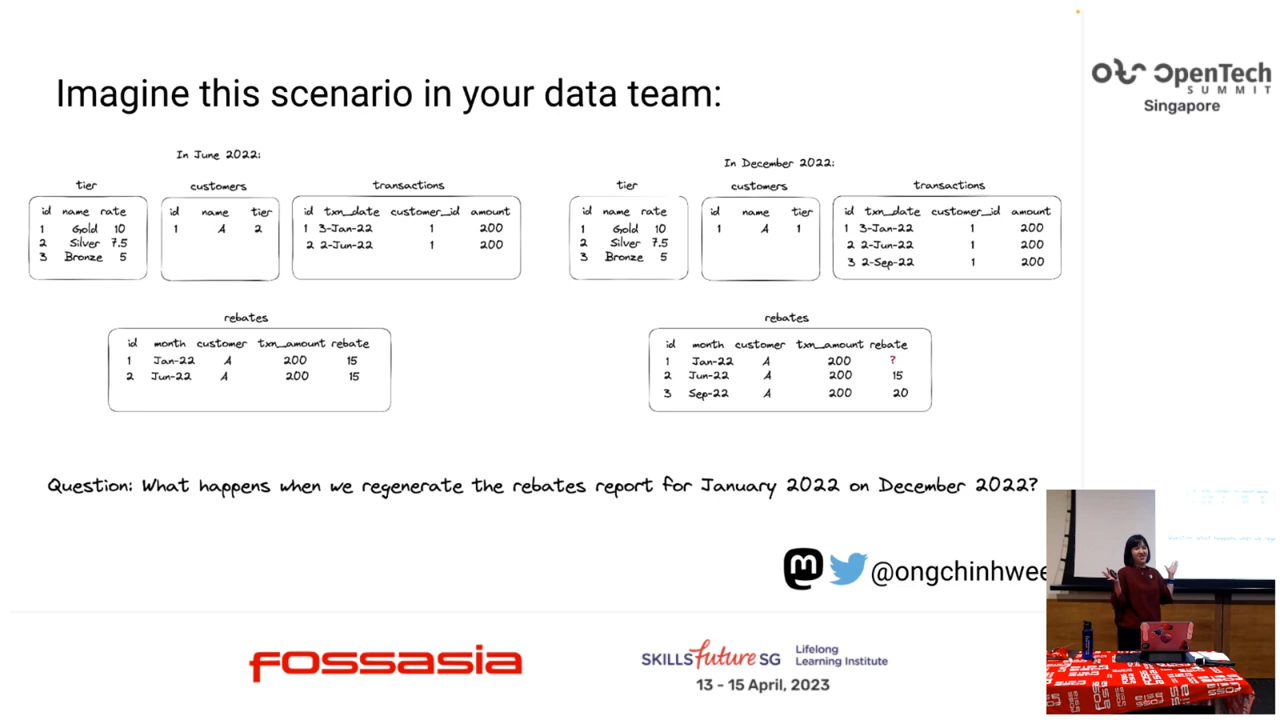 Imagine this scenario in your data team:
OpenTech
SUMMIT
Singapore
In June 2022:
tier
id name rate
1 Gold 10
2 Silver 7.5
3 Bronze 5
customers
id name tier
1 A 2
transactions
id txn_date customer_id amount
1 3-Jan-22 1 200
2 2-Jun-22 1 200
rebates
id month customer txn_amount rebate
1 Jan-22 A 200 15
2 Jun-22 A 200 15
In December 2022:
tier
id name rate
1 Gold 10
2 Silver 7.5
3 Bronze 5
customers
id name tier
1 A 1
transactions
id txn_date customer_id amount
1 3-Jan-22 1 200
2 2-Jun-22 1 200
3 2-Sep-22 1 200
rebates
id month customer txn_amount rebate
1 Jan-22 A 200 ?
2 Jun-22 A 200 15
3 Sep-22 A 200 20
Question: What happens when we regenerate the rebates report for January 2022 on December 2022?
@ongchinhwee
FOSSASIA
SKILLS future SG
Lifelong
Learning Institute
13 - 15 April, 2023